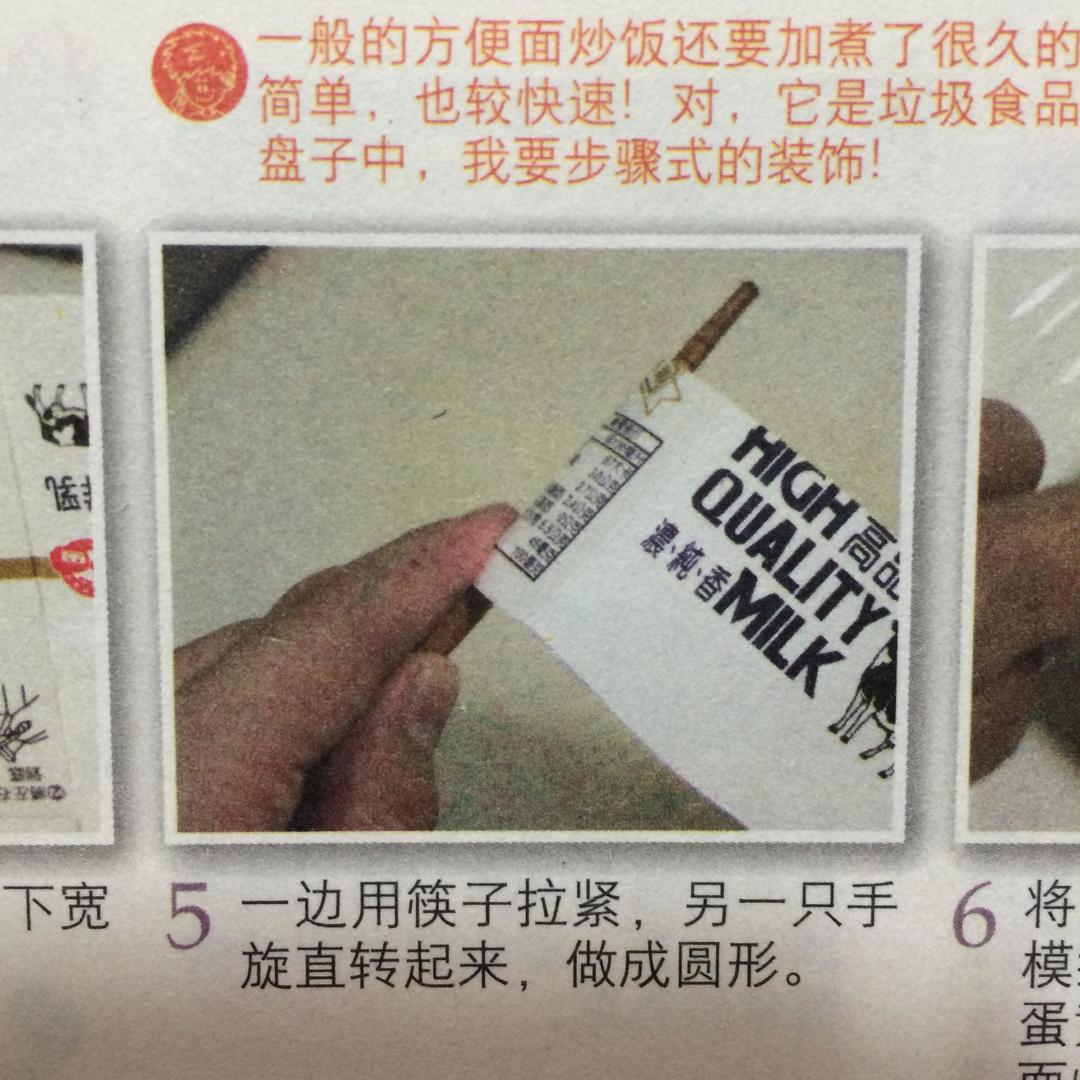 一般的方便面炒饭还要加煮了很久的
简单，也较快速！对，它是垃圾食品
盘子中，我要步骤式的装饰！
HIGH 高品
QUALITY
濃、純、香
MILK
下宽
5 一边用筷子拉紧，另一只手
旋直转起来，做成圆形。
6 将
模
蛋